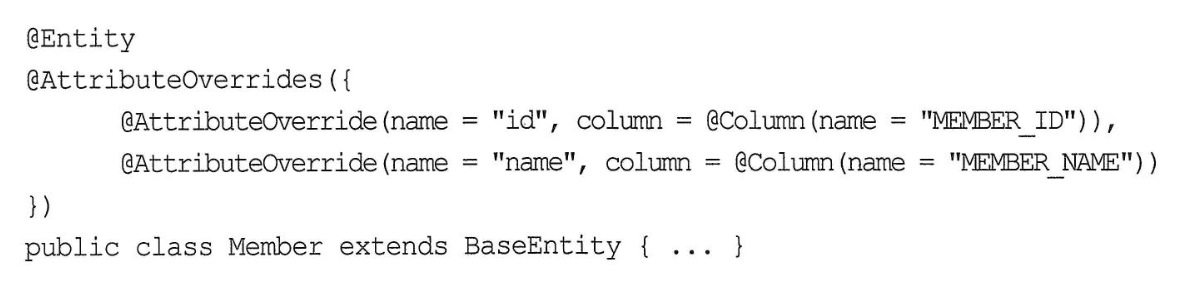 @Entity
@AttributeOverrides({
@AttributeOverride(name = "id", column = @Column(name = "MEMBER_ID")),
@AttributeOverride(name = "name", column = @Column(name = "MEMBER_NAME"))
})
public class Member extends BaseEntity { ... }